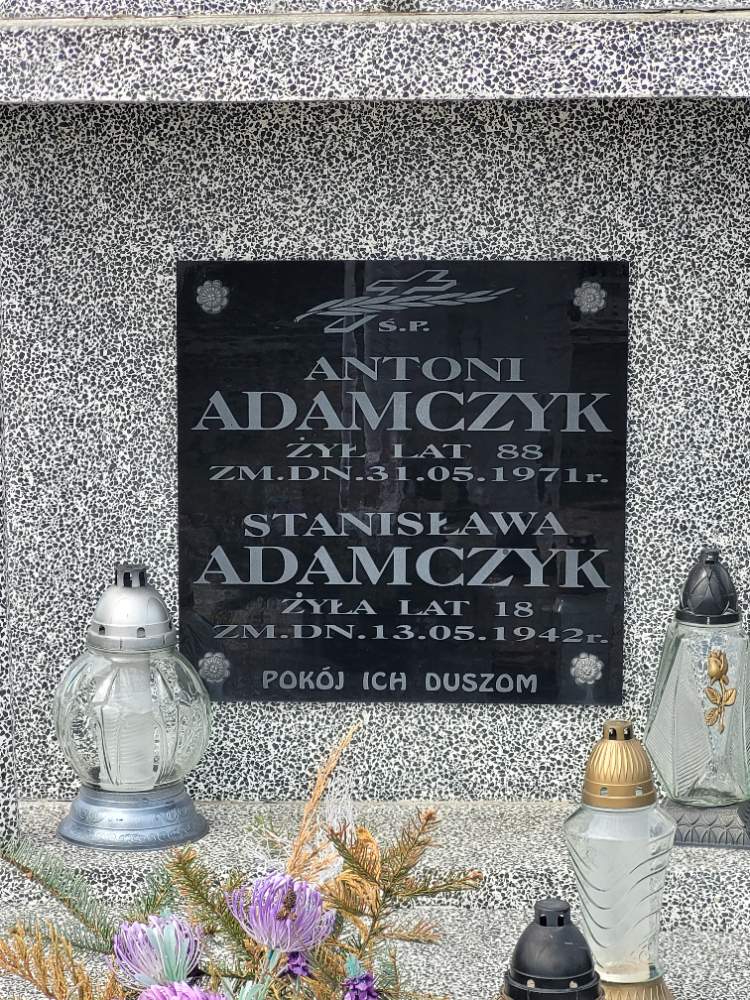 Ś.P.
ANTONI
ADAMCZYK
ŻYŁ LAT 88
ZM.DN.31.05.1971r.
STANISŁAWA
ADAMCZYK
ŻYŁA LAT 18
ZM.DN.13.05.1942r.
POKÓJ ICH DUSZOM